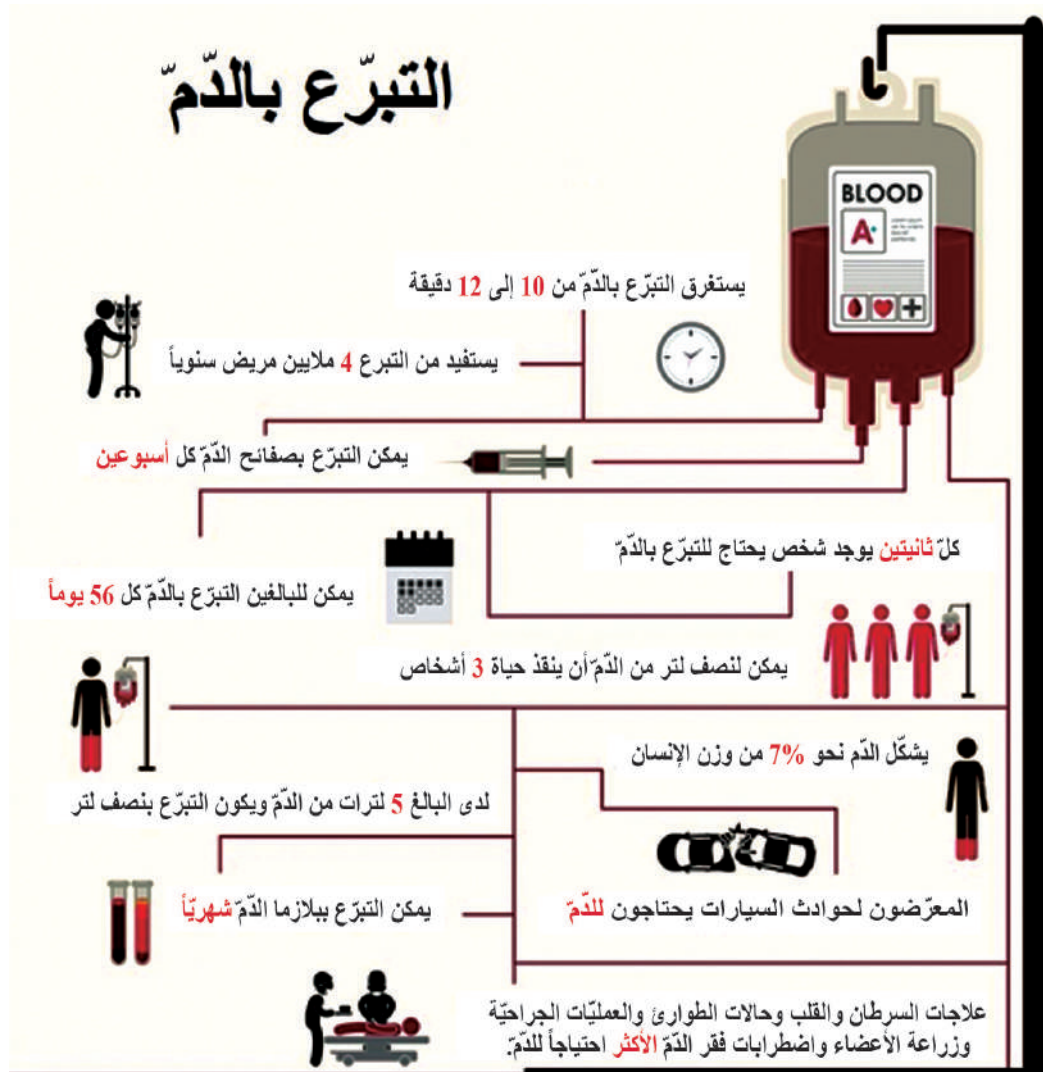 التبرّع بالدّمّ
BLOOD
A+
يستغرق التبرّع بالدّمّ من 10 إلى 12 دقيقة
يستفيد من التبرع 4 ملايين مريض سنوياً
يمكن التبرّع بصفائح الدّمّ كل أسبوعين
كلّ ثانيتين يوجد شخص يحتاج للتبرّع بالدّمّ
يمكن للبالغين التبرّع بالدّمّ كل 56 يوماً
يمكن لنصف لتر من الدّمّ أن ينقذ حياة 3 أشخاص
يشكّل الدّم نحو 7% من وزن الإنسان
لدى البالغ 5 لترات من الدّمّ ويكون التبرّع بنصف لتر
المعرّضون لحوادث السيارات يحتاجون للدّمّ
يمكن التبرّع ببلازما الدّمّ شهريّاً
علاجات السرطان والقلب وحالات الطوارئ والعمليّات الجراحيّة
وزراعة الأعضاء واضطرابات فقر الدّمّ الأكثر احتياجاً للدّمّ.